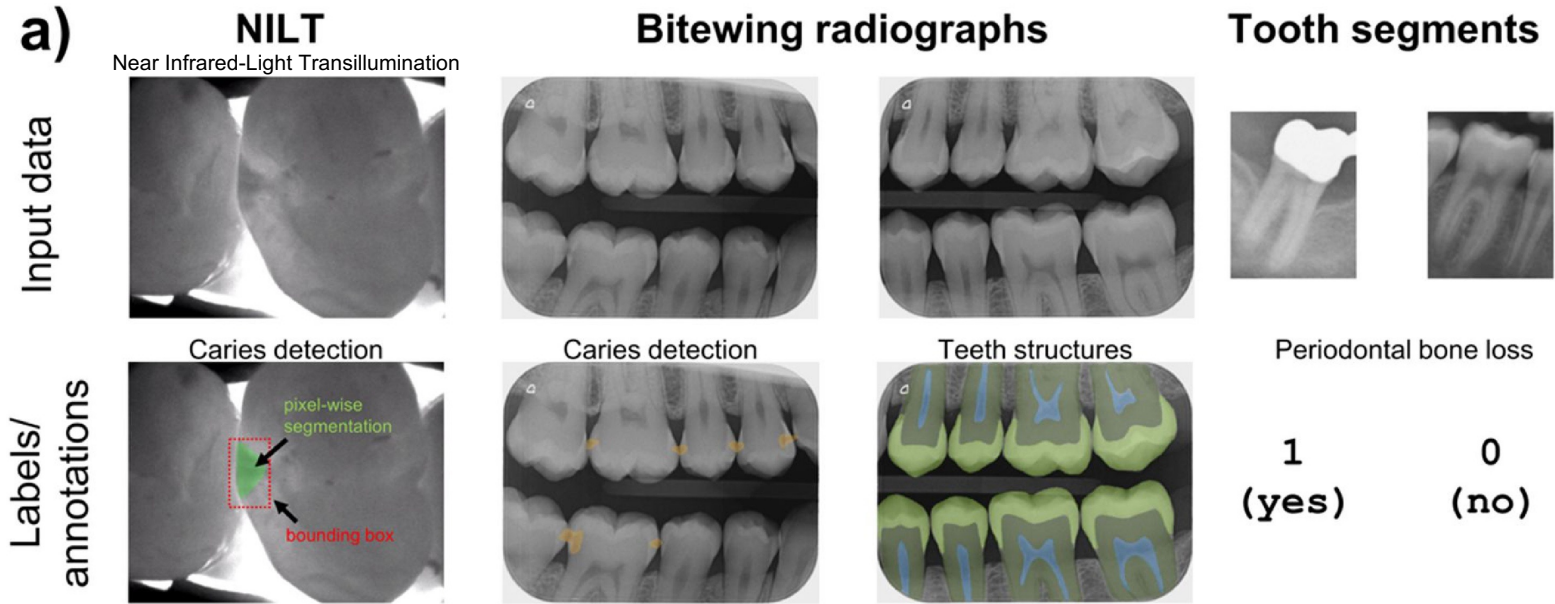 a)
NILT
Near Infrared-Light Transillumination
Bitewing radiographs
Tooth segments
Input data
Caries detection
Caries detection
Teeth structures
Periodontal bone loss
Labels/
annotations
pixel-wise
segmentation
bounding box
1
(yes)
0
(no)